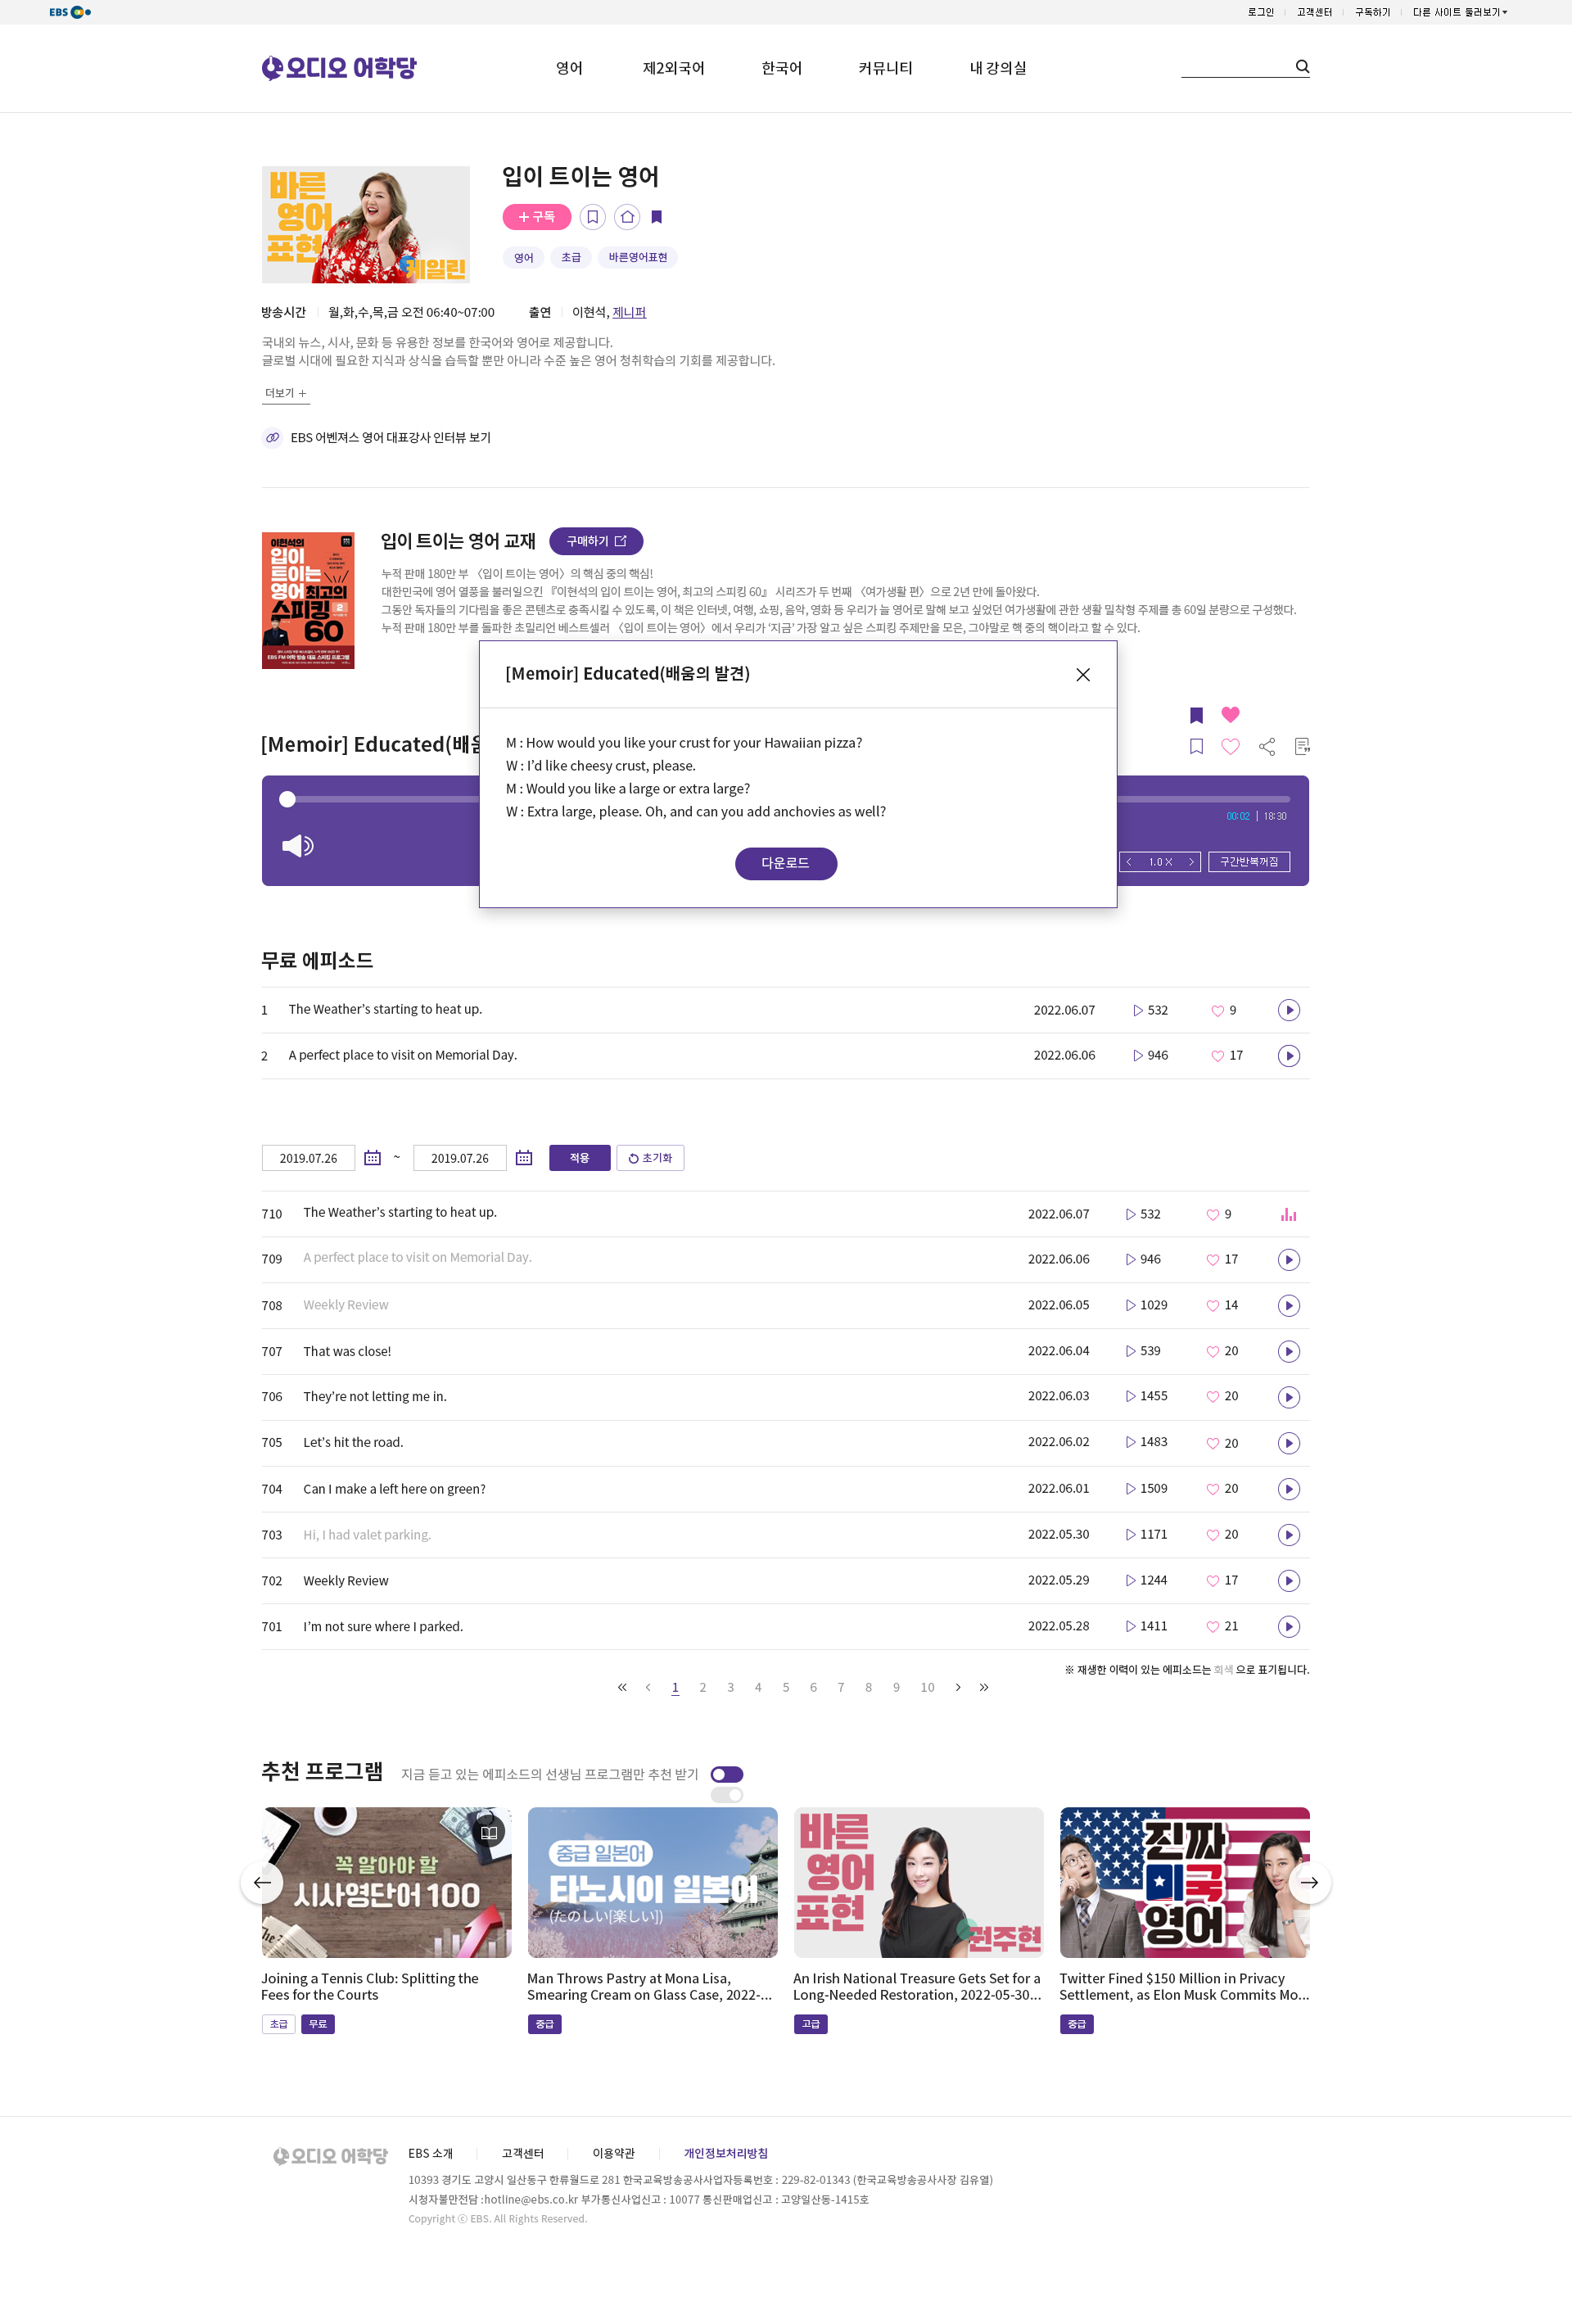 EBS
로그인
고객센터
구독하기
다른 사이트 둘러보기
오디오 어학당
영어
제2외국어
한국어
커뮤니티
내 강의실
바른
영어
표현
케일린
입이 트이는 영어
+ 구독
영어
초급
바른영어표현
방송시간
월,화,수,목,금 오전 06:40~07:00
출연
이현석, 제니퍼
국내외 뉴스, 시사, 문화 등 유용한 정보를 한국어와 영어로 제공합니다.
글로벌 시대에 필요한 지식과 상식을 습득할 뿐만 아니라 수준 높은 영어 청취학습의 기회를 제공합니다.
더보기 +
EBS 어벤져스 영어 대표강사 인터뷰 보기
이현석의
입이
트이는
영어 최고의
스피킹 2
60
입이 트이는 영어 교재
구매하기
누적 판매 180만 부 〈입이 트이는 영어〉의 핵심 중의 핵심!
대한민국에 영어 열풍을 불러일으킨 『이현석의 입이 트이는 영어, 최고의 스피킹 60』 시리즈가 두 번째 〈여가생활 편〉으로 2년 만에 돌아왔다.
그동안 독자들의 기다림을 좋은 콘텐츠로 충족시킬 수 있도록, 이 책은 인터넷, 여행, 쇼핑, 음악, 영화 등 우리가 늘 영어로 말해 보고 싶었던 여가생활에 관한 생활 밀착형 주제를 총 60일 분량으로 구성했다.
누적 판매 180만 부를 돌파한 초밀리언 베스트셀러 〈입이 트이는 영어〉에서 우리가 ‘지금’ 가장 알고 싶은 스피킹 주제만을 모은, 그야말로 핵 중의 핵이라고 할 수 있다.
[Memoir] Educated(배움의 발견)
M : How would you like your crust for your Hawaiian pizza?
W : I’d like cheesy crust, please.
M : Would you like a large or extra large?
W : Extra large, please. Oh, and can you add anchovies as well?
다운로드
[Memoir] Educated(배움
00:02 | 18:30
1.0 X
구간반복꺼짐
무료 에피소드
1 The Weather’s starting to heat up. 2022.06.07 532 9
2 A perfect place to visit on Memorial Day. 2022.06.06 946 17
2019.07.26 ~ 2019.07.26 적용 초기화
710 The Weather’s starting to heat up. 2022.06.07 532 9
709 A perfect place to visit on Memorial Day. 2022.06.06 946 17
708 Weekly Review 2022.06.05 1029 14
707 That was close! 2022.06.04 539 20
706 They’re not letting me in. 2022.06.03 1455 20
705 Let’s hit the road. 2022.06.02 1483 20
704 Can I make a left here on green? 2022.06.01 1509 20
703 Hi, I had valet parking. 2022.05.30 1171 20
702 Weekly Review 2022.05.29 1244 17
701 I’m not sure where I parked. 2022.05.28 1411 21
※ 재생한 이력이 있는 에피소드는 회색 으로 표기됩니다.
1 2 3 4 5 6 7 8 9 10
추천 프로그램
지금 듣고 있는 에피소드의 선생님 프로그램만 추천 받기
꼭 알아야 할
시사영단어 100
중급 일본어
타노시이 일본어
(たのしい[楽しい])
바른
영어
표현
권주현
진짜
미국
영어
Joining a Tennis Club: Splitting the
Fees for the Courts
초급 무료
Man Throws Pastry at Mona Lisa,
Smearing Cream on Glass Case, 2022-...
중급
An Irish National Treasure Gets Set for a
Long-Needed Restoration, 2022-05-30...
고급
Twitter Fined $150 Million in Privacy
Settlement, as Elon Musk Commits Mo...
중급
오디오 어학당
EBS 소개
고객센터
이용약관
개인정보처리방침
10393 경기도 고양시 일산동구 한류월드로 281 한국교육방송공사사업자등록번호 : 229-82-01343 (한국교육방송공사사장 김유열)
시청자불만전담 :hotline@ebs.co.kr 부가통신사업신고 : 10077 통신판매업신고 : 고양일산동-1415호
Copyright ⓒ EBS. All Rights Reserved.